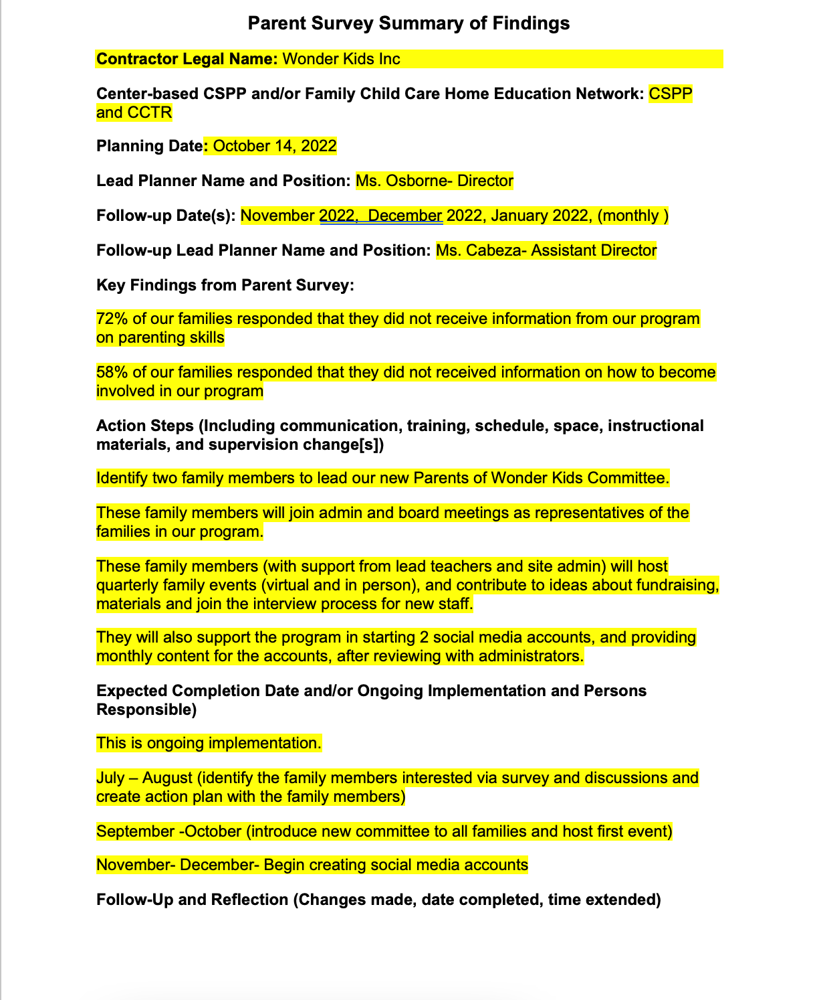 Parent Survey Summary of Findings
Contractor Legal Name: Wonder Kids Inc
Center-based CSPP and/or Family Child Care Home Education Network: CSPP
and CCTR
Planning Date: October 14, 2022
Lead Planner Name and Position: Ms. Osborne- Director
Follow-up Date(s): November 2022,  December 2022, January 2022, (monthly )
Follow-up Lead Planner Name and Position: Ms. Cabeza- Assistant Director
Key Findings from Parent Survey:
72% of our families responded that they did not receive information from our program
on parenting skills
58% of our families responded that they did not received information on how to become
involved in our program
Action Steps (Including communication, training, schedule, space, instructional
materials, and supervision change[s])
Identify two family members to lead our new Parents of Wonder Kids Committee.
These family members will join admin and board meetings as representatives of the
families in our program.
These family members (with support from lead teachers and site admin) will host
quarterly family events (virtual and in person), and contribute to ideas about fundraising,
materials and join the interview process for new staff.
They will also support the program in starting 2 social media accounts, and providing
monthly content for the accounts, after reviewing with administrators.
Expected Completion Date and/or Ongoing Implementation and Persons
Responsible)
This is ongoing implementation.
July – August (identify the family members interested via survey and discussions and
create action plan with the family members)
September -October (introduce new committee to all families and host first event)
November- December- Begin creating social media accounts
Follow-Up and Reflection (Changes made, date completed, time extended)